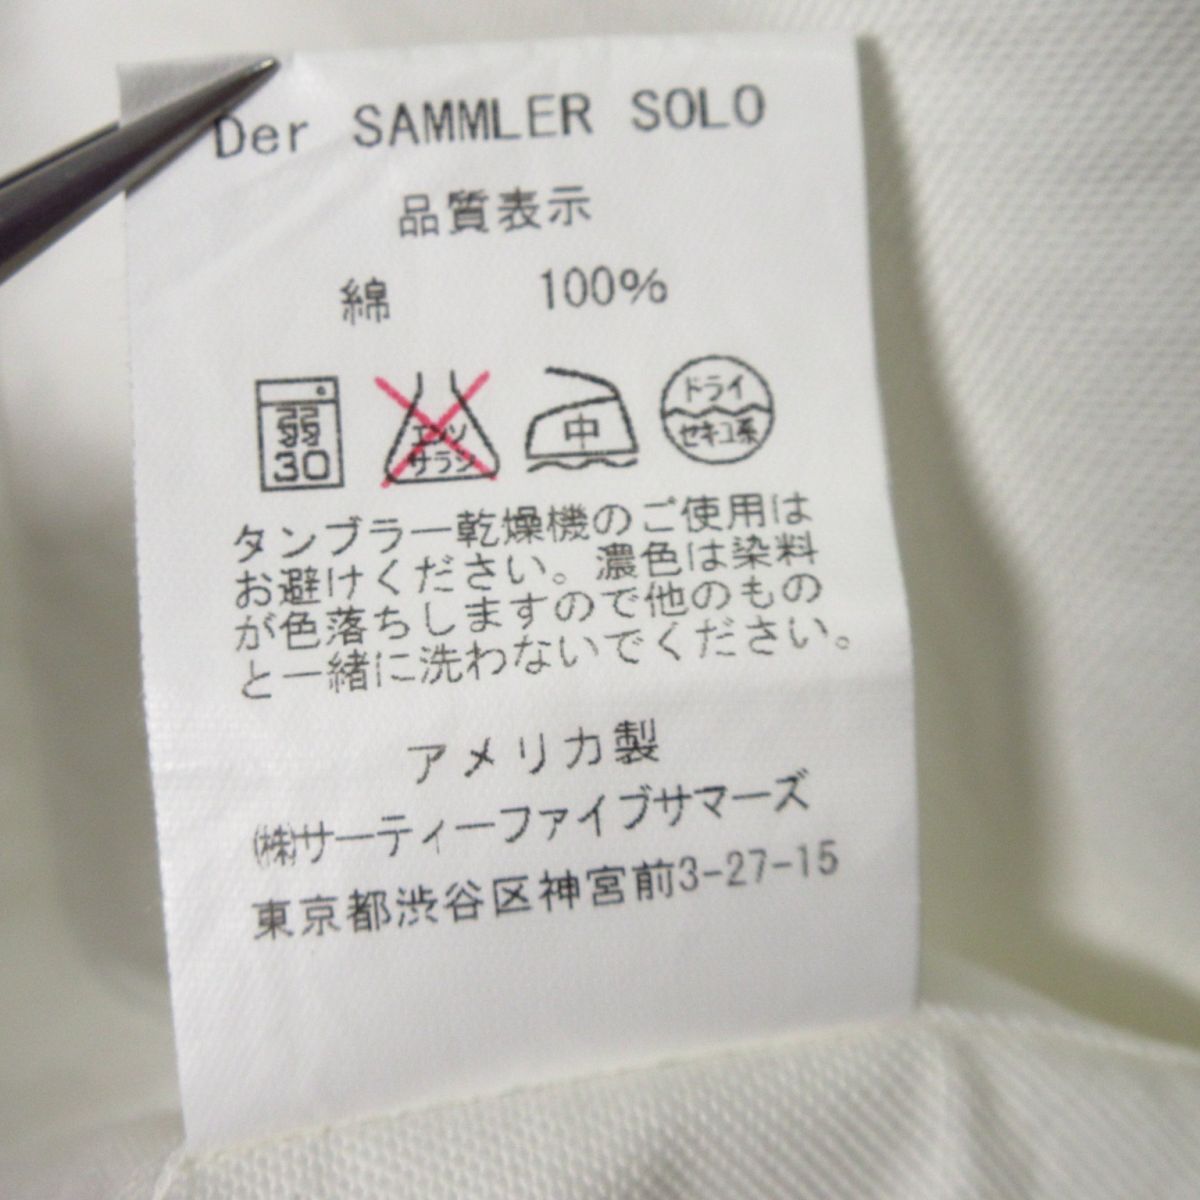 Der SAMMLER SOLO
品質表示
綿 100%
弱
30
エンソ
サラシ
中
ドライ
セキユ系
タンブラー乾燥機のご使用は
お避けください。濃色は染料
が色落ちしますので他のもの
と一緒に洗わないでください。
アメリカ製
㈱サーティーファイブサマーズ
東京都渋谷区神宮前3-27-15